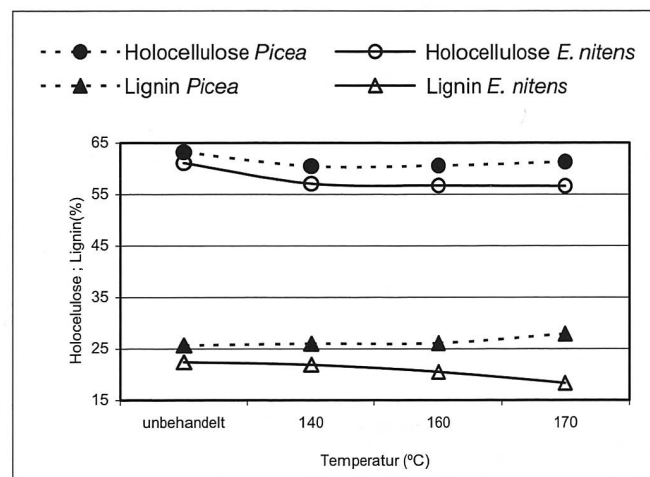 Holocellulose Picea Holocellulose E. nitens
Lignin Picea Lignin E. nitens
65
55
45
35
25
15
Holocelulose ; Lignin(%)
unbehandelt 140 160 170
Temperatur (ºC)